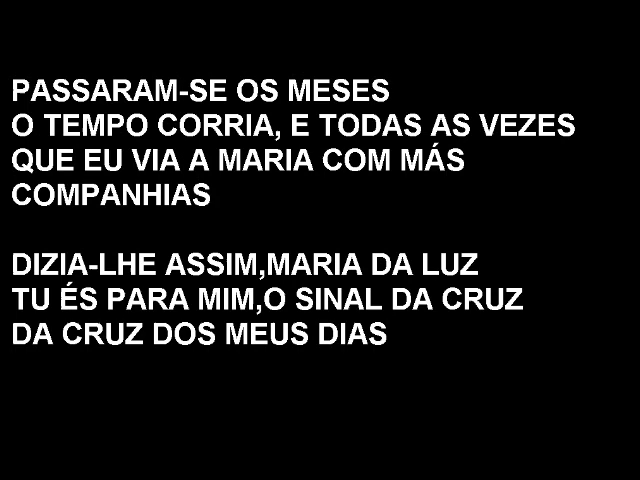 PASSARAM-SE OS MESES
O TEMPO CORRIA, E TODAS AS VEZES
QUE EU VIA A MARIA COM MÁS
COMPANHIAS
DIZIA-LHE ASSIM,MARIA DA LUZ
TU ÉS PARA MIM,O SINAL DA CRUZ
DA CRUZ DOS MEUS DIAS